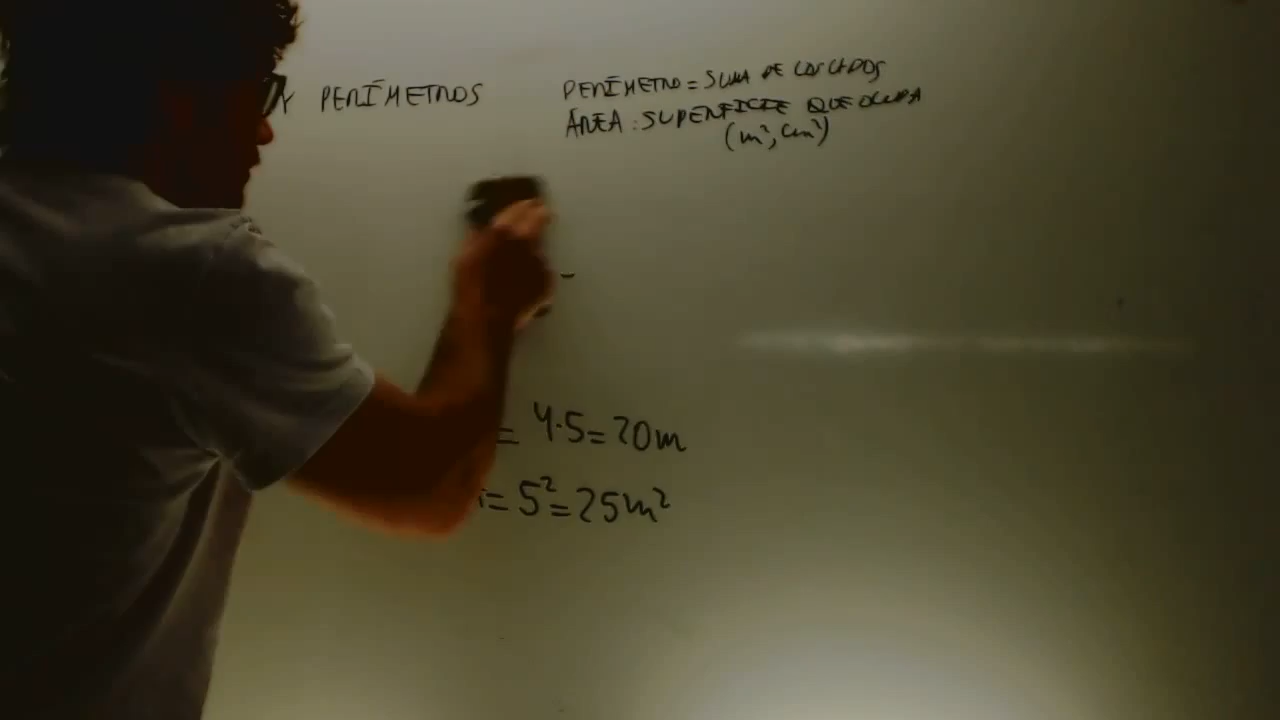 Y PERÍMETROS
PERÍMETRO = SUMA DE LOS LADOS
ÁREA : SUPERFICIE QUE OCUPA
(m², cm²)
= 4·5 = 20m
= 5² = 25m²